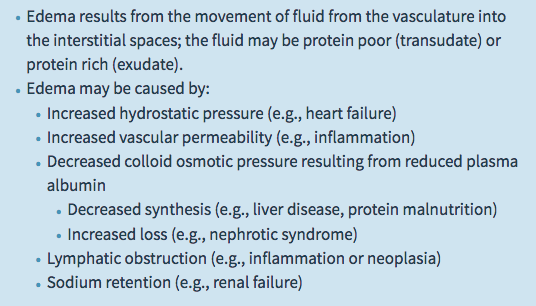 • Edema results from the movement of fluid from the vasculature into
the interstitial spaces; the fluid may be protein poor (transudate) or
protein rich (exudate).
• Edema may be caused by:
• Increased hydrostatic pressure (e.g., heart failure)
• Increased vascular permeability (e.g., inflammation)
• Decreased colloid osmotic pressure resulting from reduced plasma
albumin
• Decreased synthesis (e.g., liver disease, protein malnutrition)
• Increased loss (e.g., nephrotic syndrome)
• Lymphatic obstruction (e.g., inflammation or neoplasia)
• Sodium retention (e.g., renal failure)